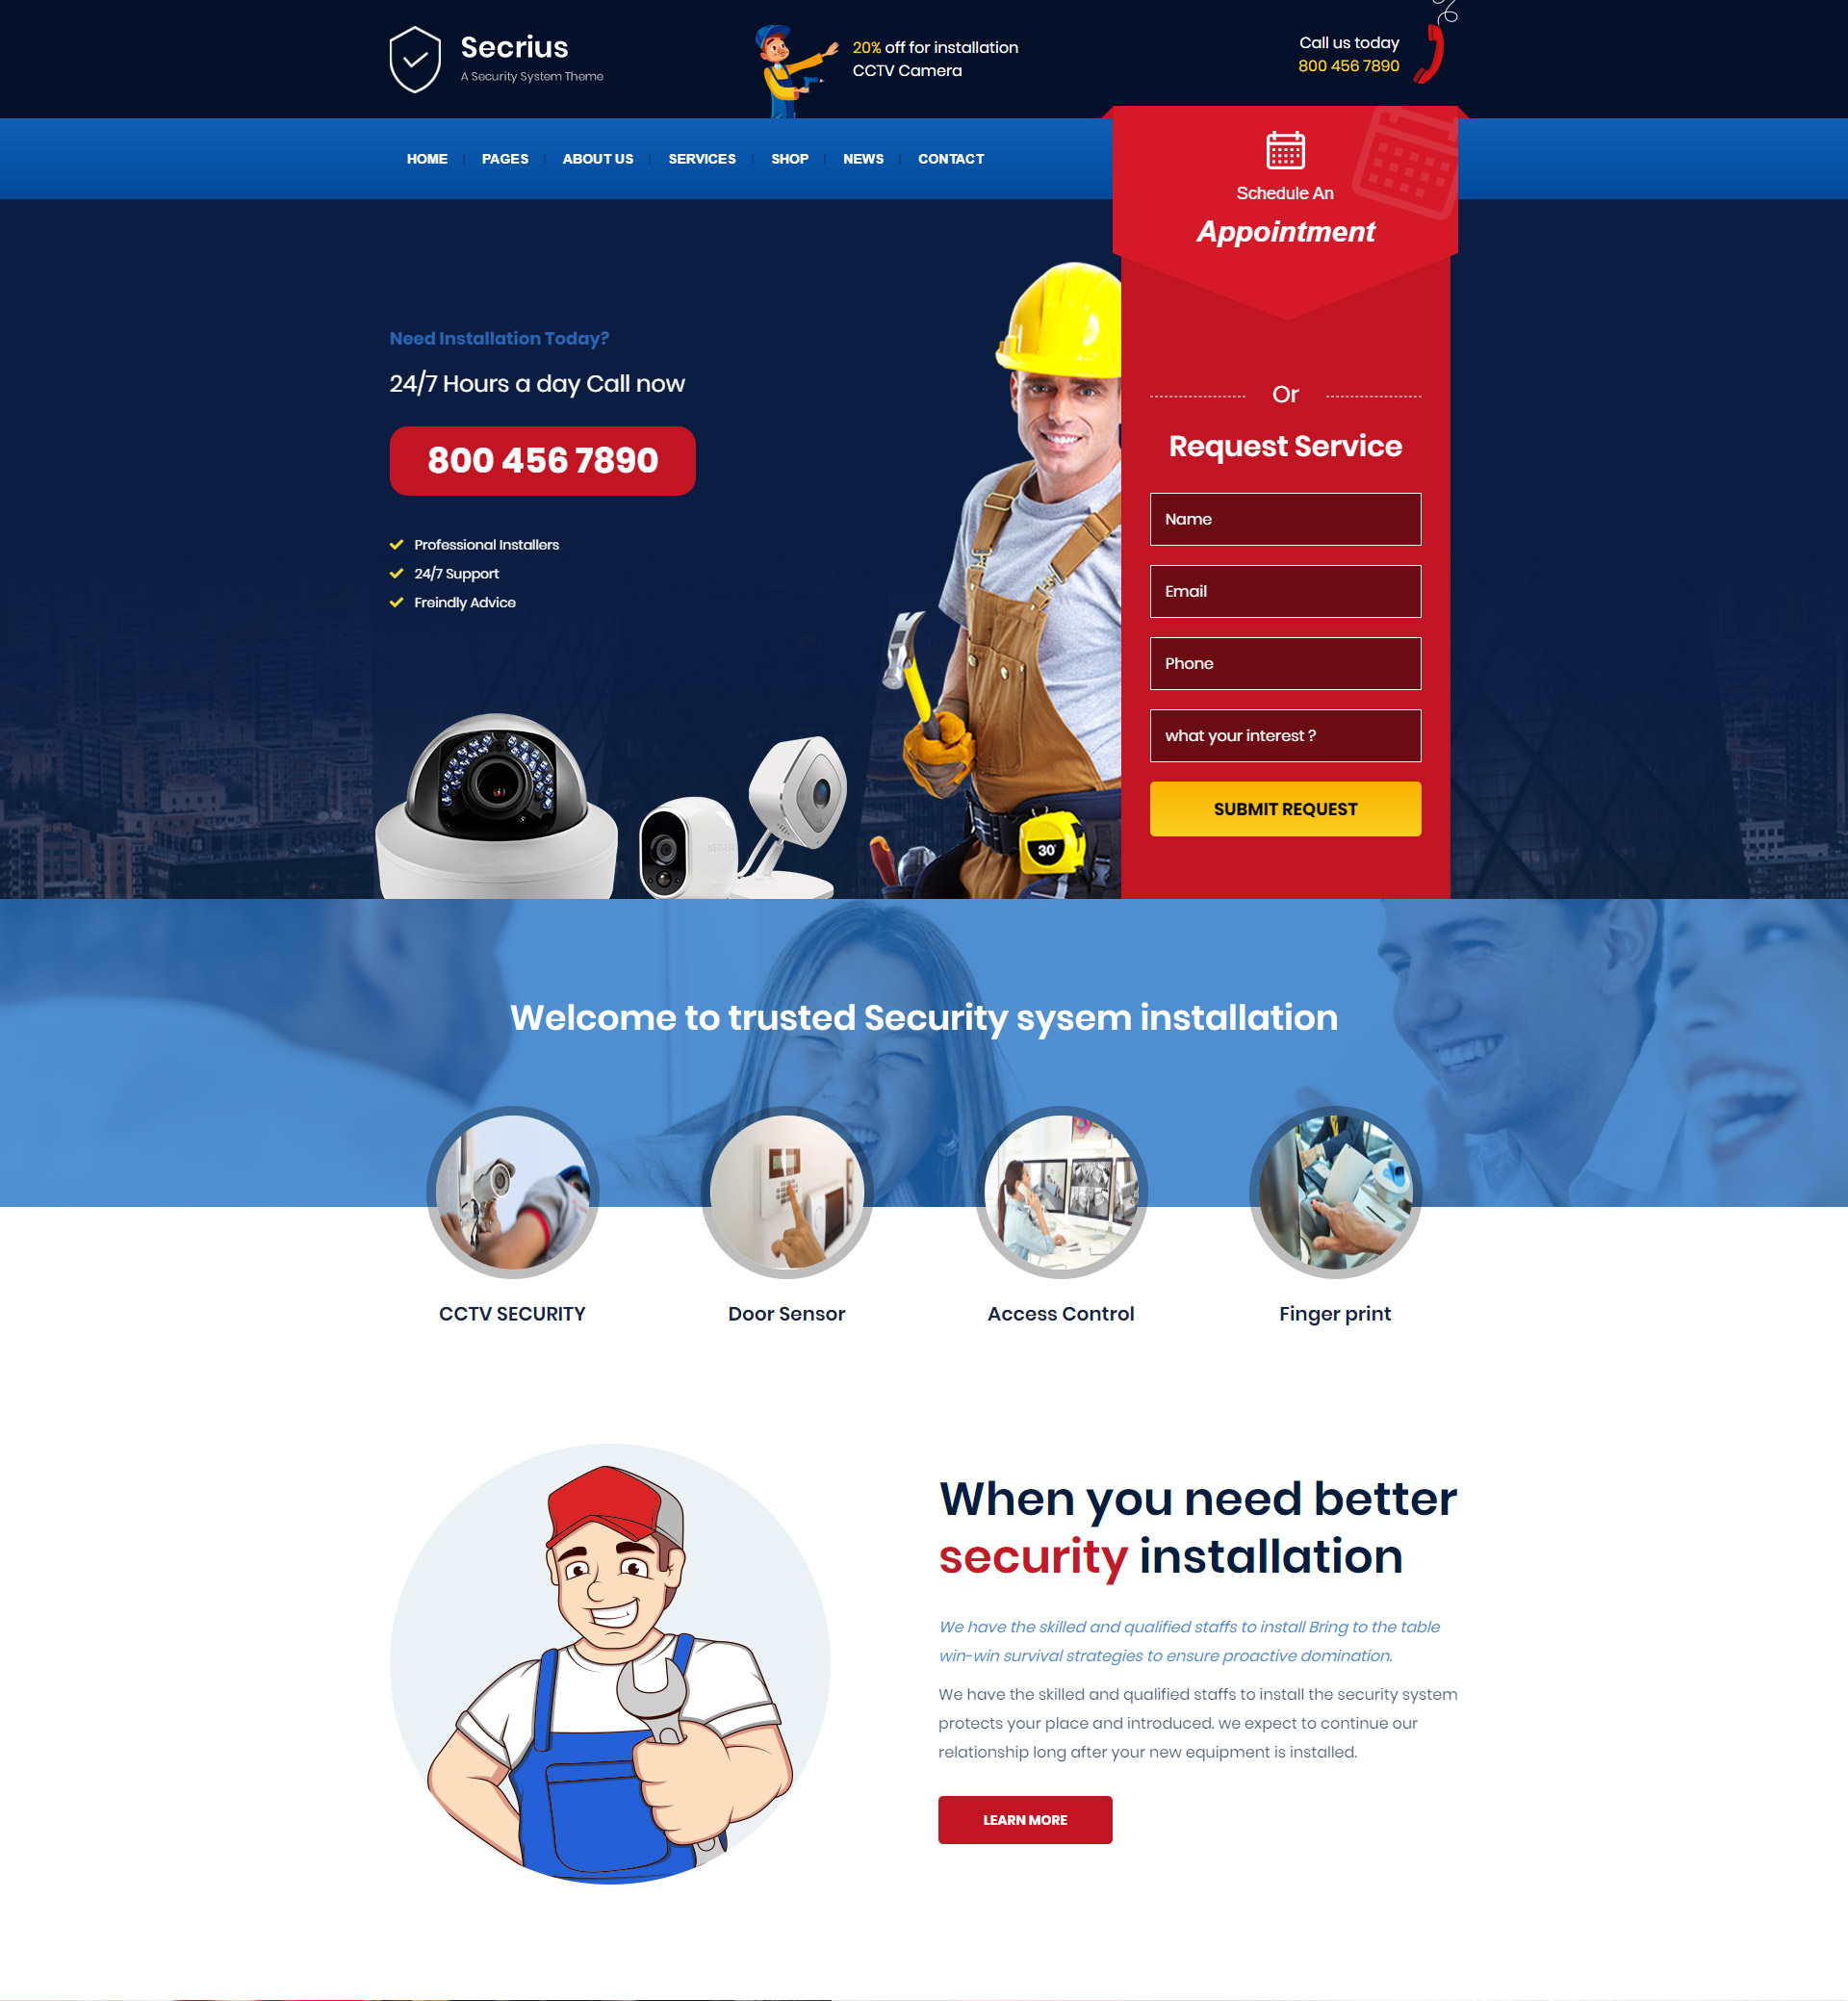 Secrius
A Security System Theme
20% off for installation
CCTV Camera
Call us today
800 456 7890
HOME
PAGES
ABOUT US
SERVICES
SHOP
NEWS
CONTACT
Schedule An
Appointment
Need Installation Today?
24/7 Hours a day Call now
800 456 7890
Professional Installers
24/7 Support
Freindly Advice
30'
Or
Request Service
Name
Email
Phone
what your interest ?
SUBMIT REQUEST
Welcome to trusted Security sysem installation
CCTV SECURITY
Door Sensor
Access Control
Finger print
When you need better
security installation
We have the skilled and qualified staffs to install Bring to the table
win-win survival strategies to ensure proactive domination.
We have the skilled and qualified staffs to install the security system
protects your place and introduced. we expect to continue our
relationship long after your new equipment is installed.
LEARN MORE